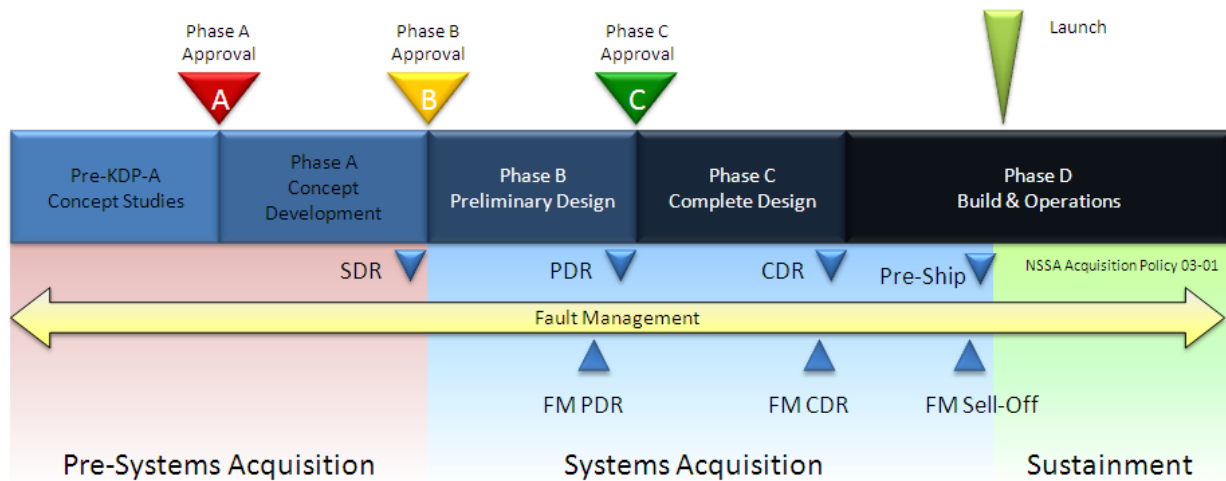 Phase A
Approval
Phase B
Approval
Phase C
Approval
Launch
A
B
C
Pre-KDP-A
Concept Studies
Phase A
Concept
Development
Phase B
Preliminary Design
Phase C
Complete Design
Phase D
Build & Operations
SDR
PDR
CDR
Pre-Ship
NSSA Acquisition Policy 03-01
Fault Management
FM PDR
FM CDR
FM Sell-Off
Pre-Systems Acquisition
Systems Acquisition
Sustainment